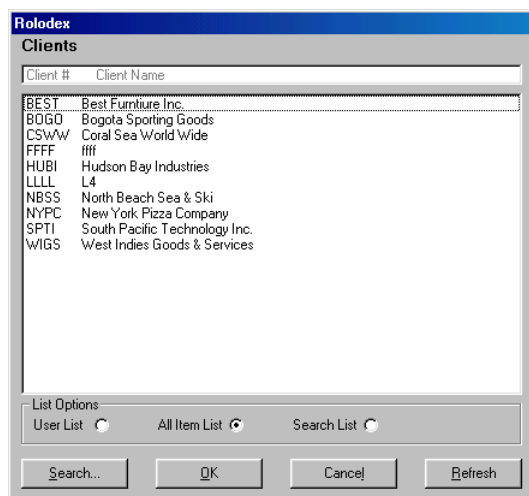 Rolodex
Clients
Client # Client Name
BEST Best Furntiure Inc.
BOGO Bogota Sporting Goods
CSWW Coral Sea World Wide
FFFF ffff
HUBI Hudson Bay Industries
LLLL L4
NBSS North Beach Sea & Ski
NYPC New York Pizza Company
SPTI South Pacific Technology Inc.
WIGS West Indies Goods & Services
List Options
User List All Item List Search List
Search... OK Cancel Refresh